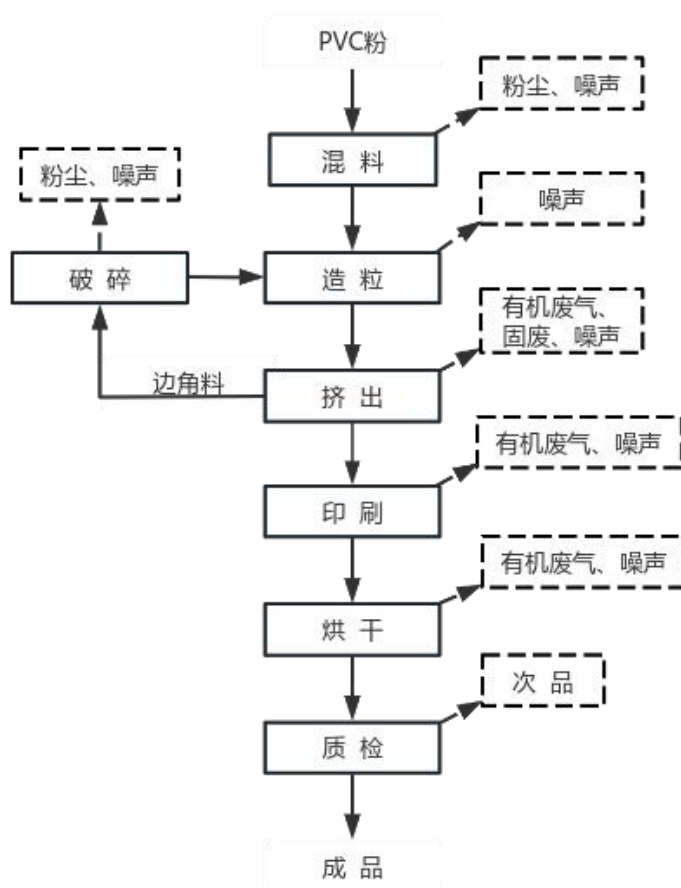 PVC粉
粉尘、噪声
混 料
粉尘、噪声
噪声
破 碎
造 粒
有机废气、
固废、噪声
边角料
挤 出
有机废气、噪声
印 刷
有机废气、噪声
烘 干
次 品
质 检
成 品